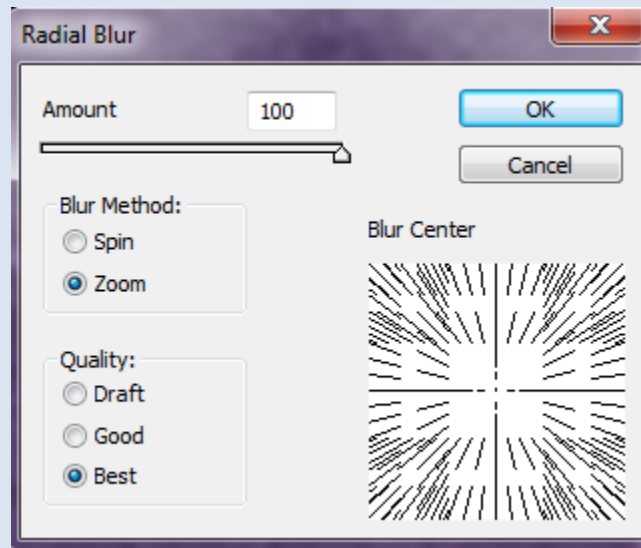 Radial Blur
Amount 100
OK
Cancel
Blur Method:
Spin
Zoom
Blur Center
Quality:
Draft
Good
Best